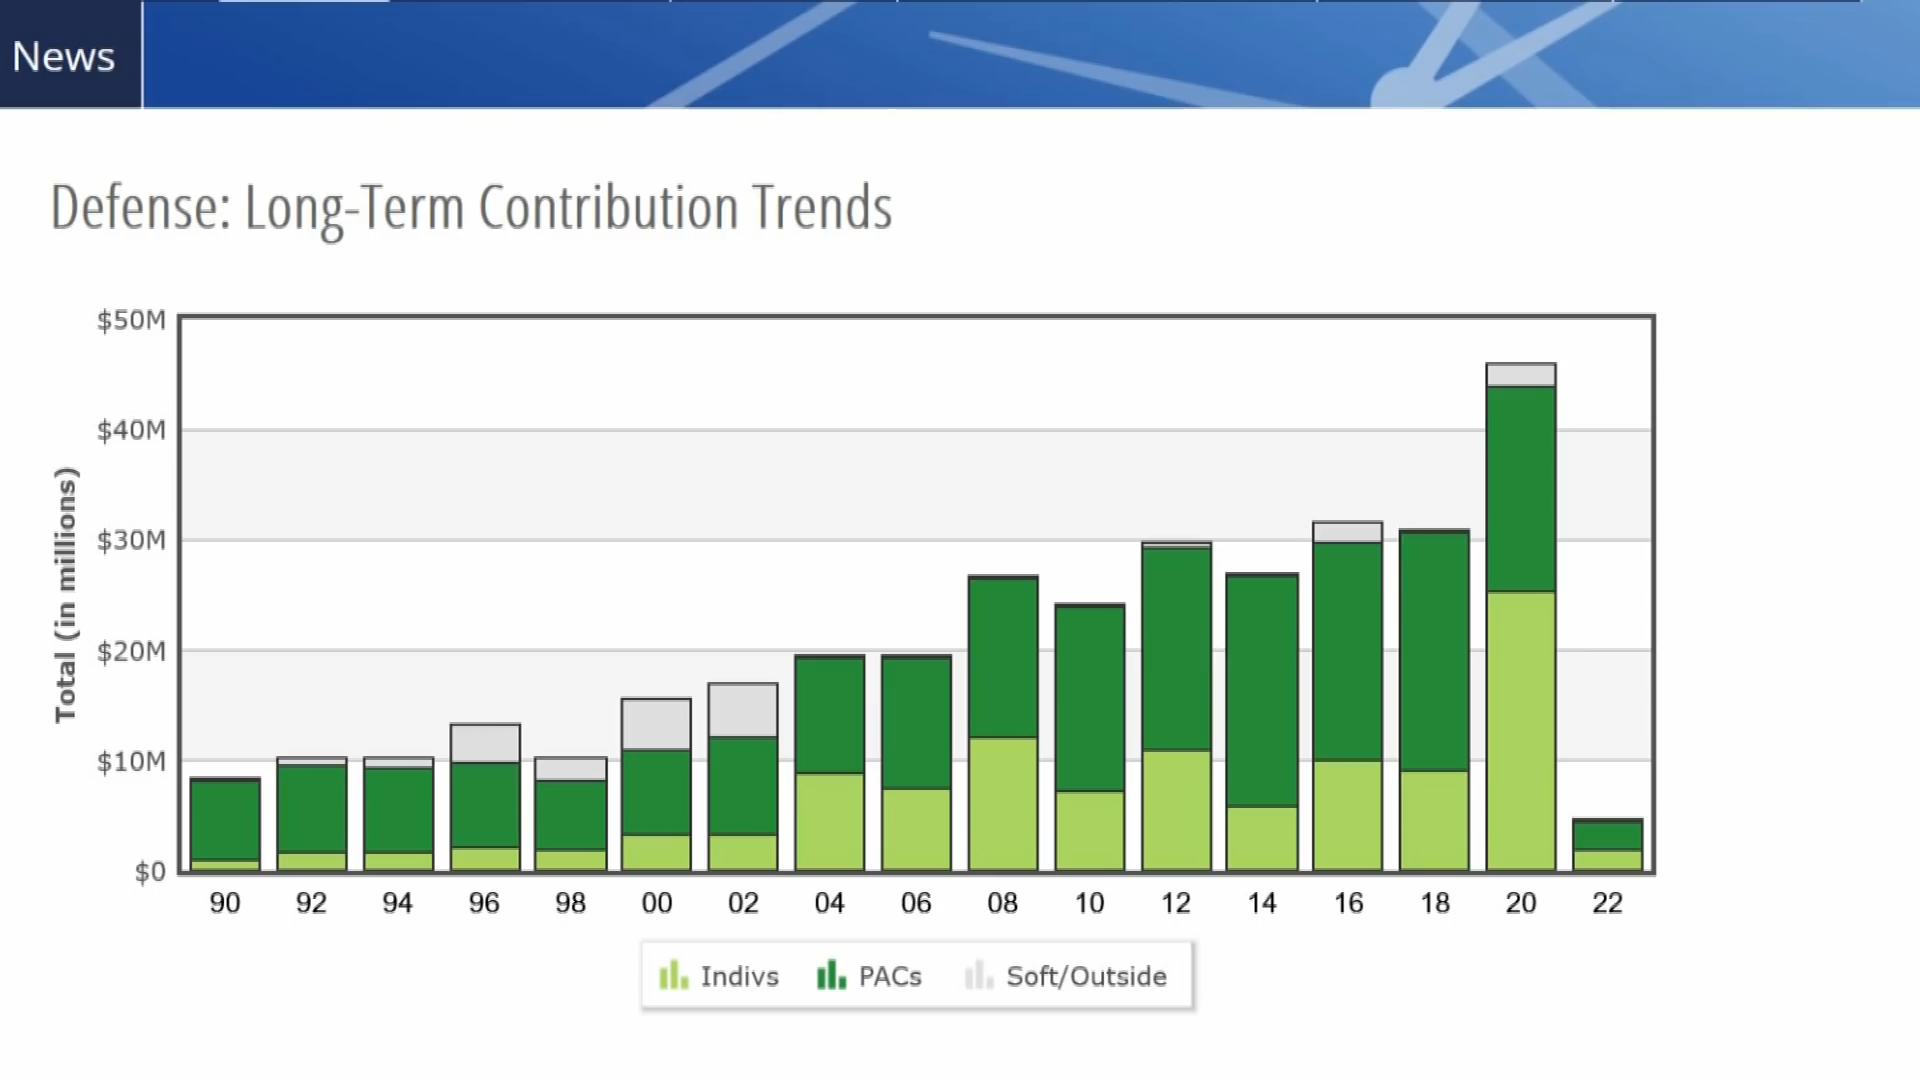 News
Defense: Long-Term Contribution Trends
Total (in millions)
$50M
$40M
$30M
$20M
$10M
$0
90 92 94 96 98 00 02 04 06 08 10 12 14 16 18 20 22
Indivs PACs Soft/Outside